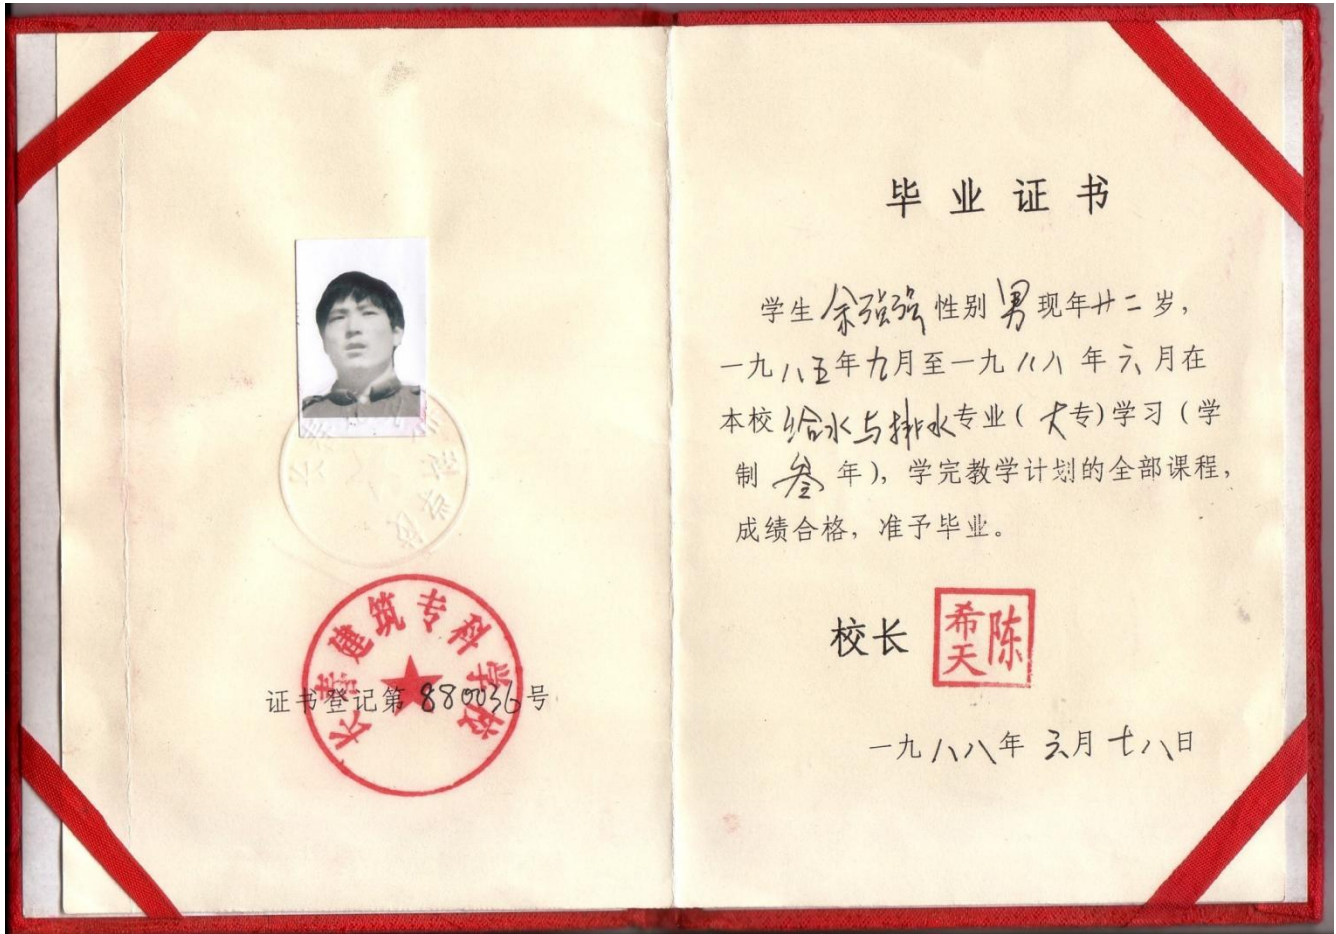 长春建筑专科学校
证书登记第880036号
毕业证书
学生余强强性别男现年廿二岁，
一九八五年九月至一九八八年六月在
本校给水与排水专业（大专）学习（学
制叁年），学完教学计划的全部课程，
成绩合格，准予毕业。
校长 陈希天
一九八八年六月十八日